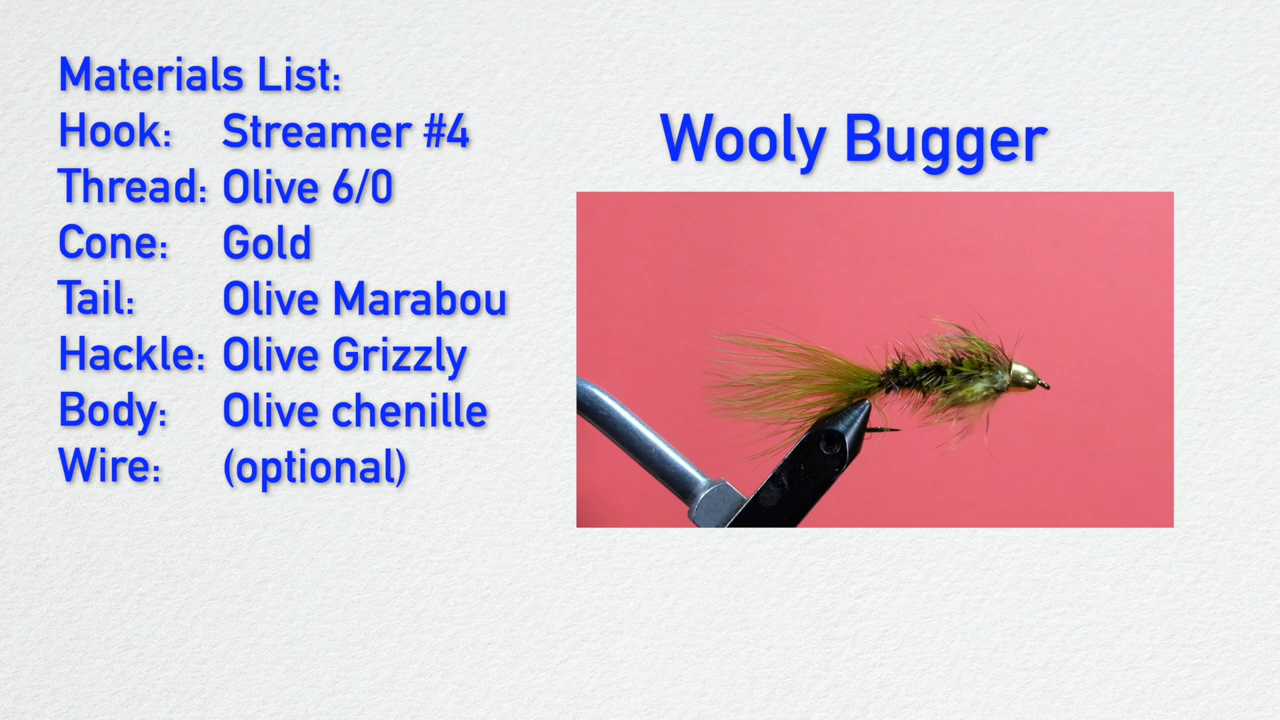 Materials List:
Hook: Streamer #4
Thread: Olive 6/0
Cone: Gold
Tail: Olive Marabou
Hackle: Olive Grizzly
Body: Olive chenille
Wire: (optional)
Wooly Bugger